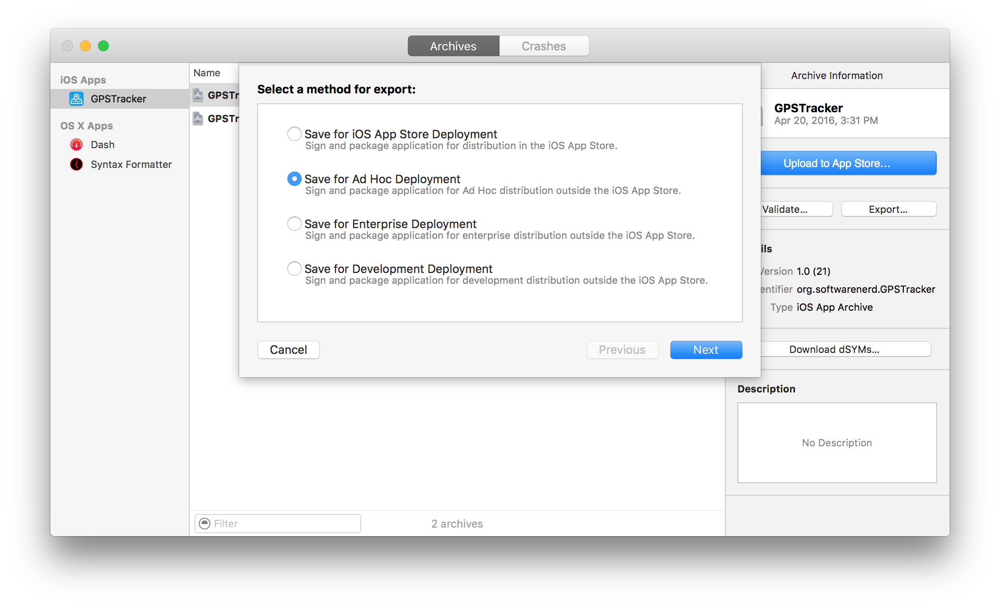 Archives
Crashes
iOS Apps
GPSTracker
OS X Apps
Dash
Syntax Formatter
Name
GPSTr
GPSTr
Select a method for export:
Save for iOS App Store Deployment
Sign and package application for distribution in the iOS App Store.
Save for Ad Hoc Deployment
Sign and package application for Ad Hoc distribution outside the iOS App Store.
Save for Enterprise Deployment
Sign and package application for enterprise distribution outside the iOS App Store.
Save for Development Deployment
Sign and package application for development distribution outside the iOS App Store.
Cancel
Previous
Next
Archive Information
GPSTracker
Apr 20, 2016, 3:31 PM
Upload to App Store...
Validate...
Export...
ils
Version 1.0 (21)
entifier org.softwarenerd.GPSTracker
Type iOS App Archive
Download dSYMs...
Description
No Description
Filter
2 archives